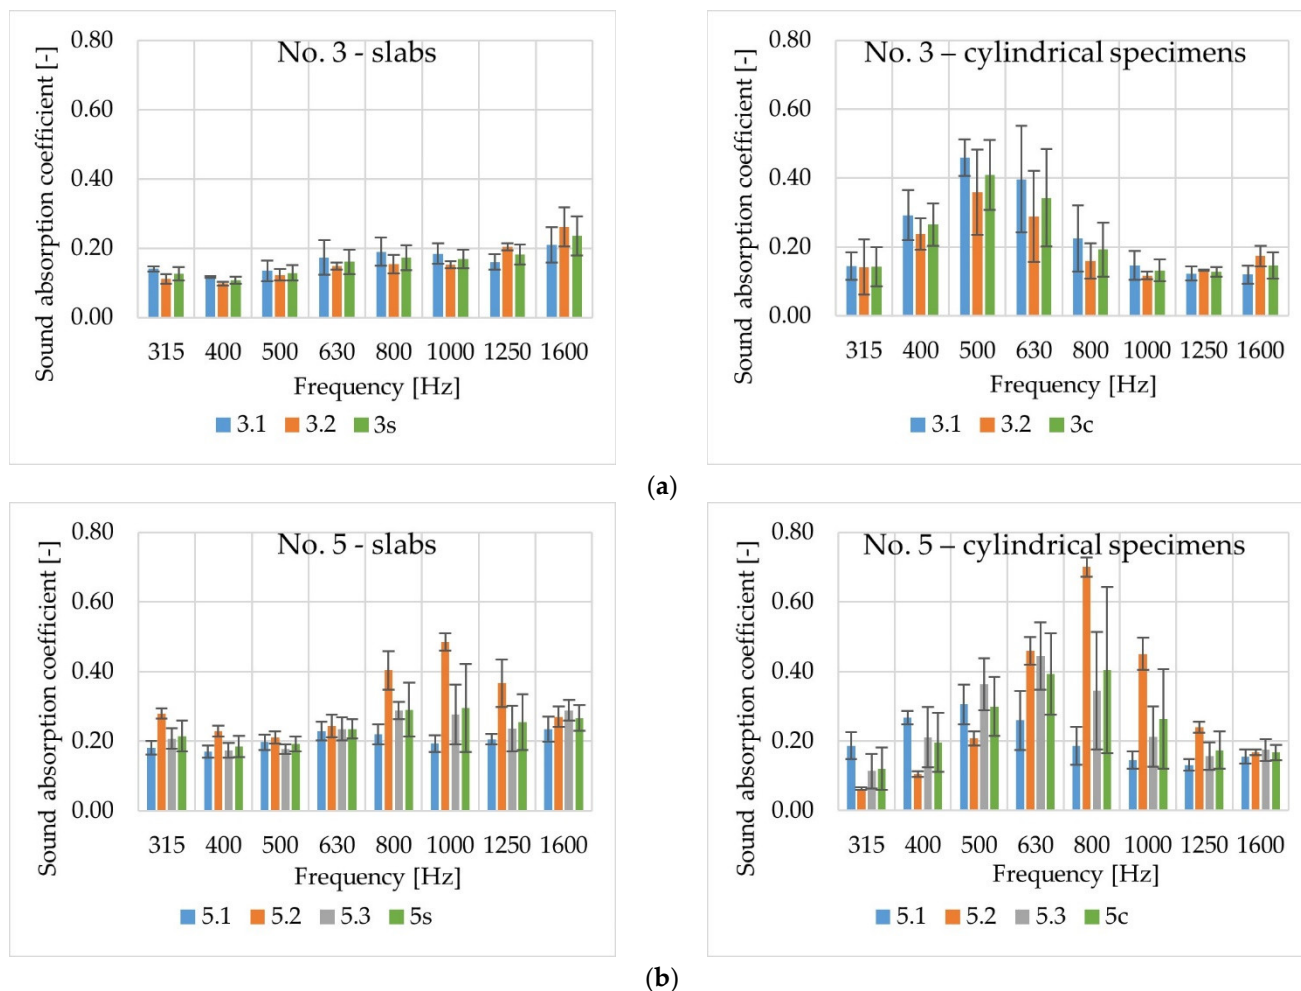 No. 3 - slabs
Sound absorption coefficient [-]
0.80
0.60
0.40
0.20
0.00
315 400 500 630 800 1000 1250 1600
Frequency [Hz]
3.1 3.2 3s
No. 3 – cylindrical specimens
Sound absorption coefficient [-]
0.80
0.60
0.40
0.20
0.00
315 400 500 630 800 1000 1250 1600
Frequency [Hz]
3.1 3.2 3c
(a)
No. 5 - slabs
Sound absorption coefficient [-]
0.80
0.60
0.40
0.20
0.00
315 400 500 630 800 1000 1250 1600
Frequency [Hz]
5.1 5.2 5.3 5s
No. 5 – cylindrical specimens
Sound absorption coefficient [-]
0.80
0.60
0.40
0.20
0.00
315 400 500 630 800 1000 1250 1600
Frequency [Hz]
5.1 5.2 5.3 5c
(b)